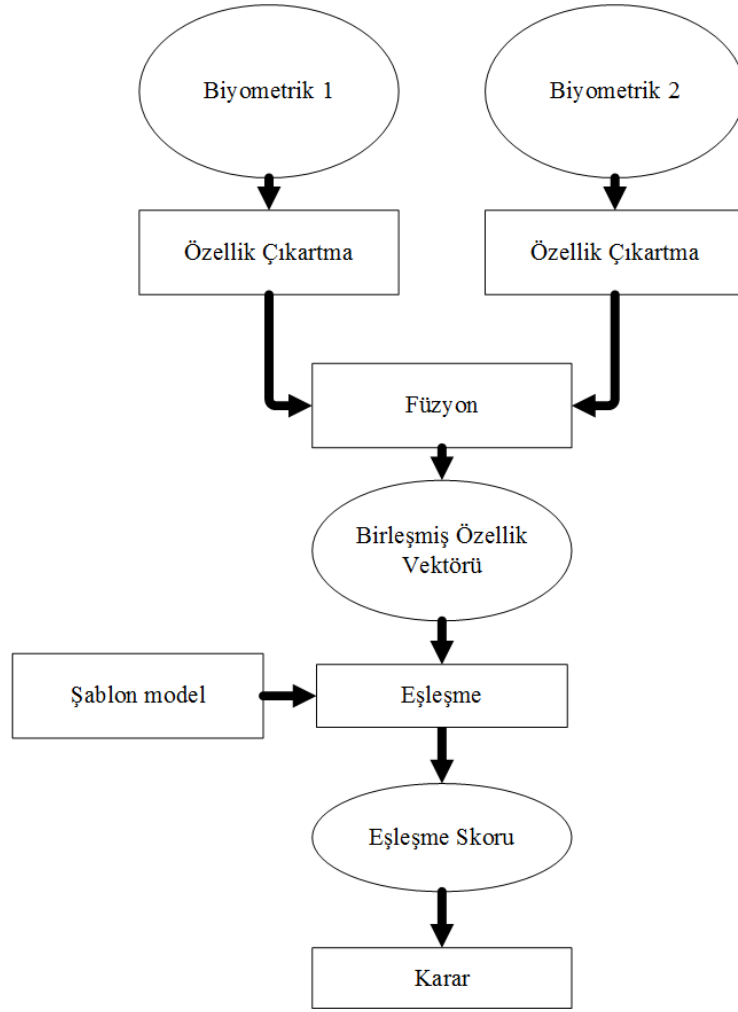 Biyometrik 1
Biyometrik 2
Özellik Çıkartma
Özellik Çıkartma
Füzyon
Birleşmiş Özellik
Vektörü
Şablon model
Eşleşme
Eşleşme Skoru
Karar